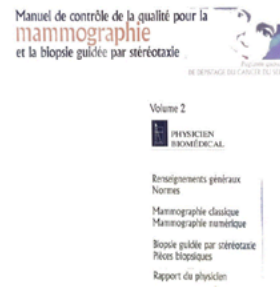 Manuel de contrôle de la qualité pour la
mammographie
et la biopsie guidée par stéréotaxie
Volume 2
PHYSICIEN
BIOMÉDICAL
Renseignements généraux
Normes
Mammographie classique
Mammographie numérique
Biopsie guidée par stéréotaxie
Pièces biopsiques
Rapport du physicien